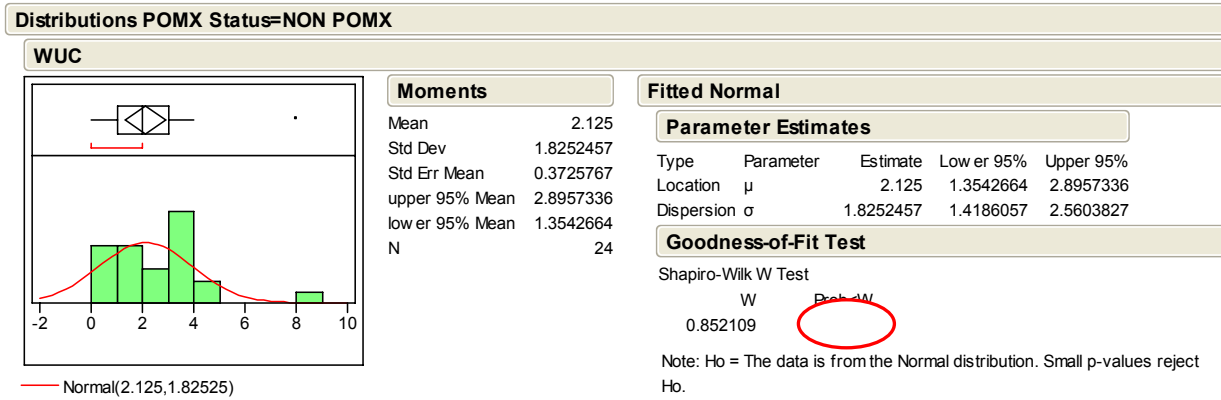 Distributions POMX Status=NON POMX
WUC
-2 0 2 4 6 8 10
Normal(2.125,1.82525)
Moments
Mean 2.125
Std Dev 1.8252457
Std Err Mean 0.3725767
upper 95% Mean 2.8957336
lower 95% Mean 1.3542664
N 24
Fitted Normal
Parameter Estimates
Type Parameter Estimate Lower 95% Upper 95%
Location μ 2.125 1.3542664 2.8957336
Dispersion σ 1.8252457 1.4186057 2.5603827
Goodness-of-Fit Test
Shapiro-Wilk W Test
W Prob<W
0.852109
Note: Ho = The data is from the Normal distribution. Small p-values reject
Ho.